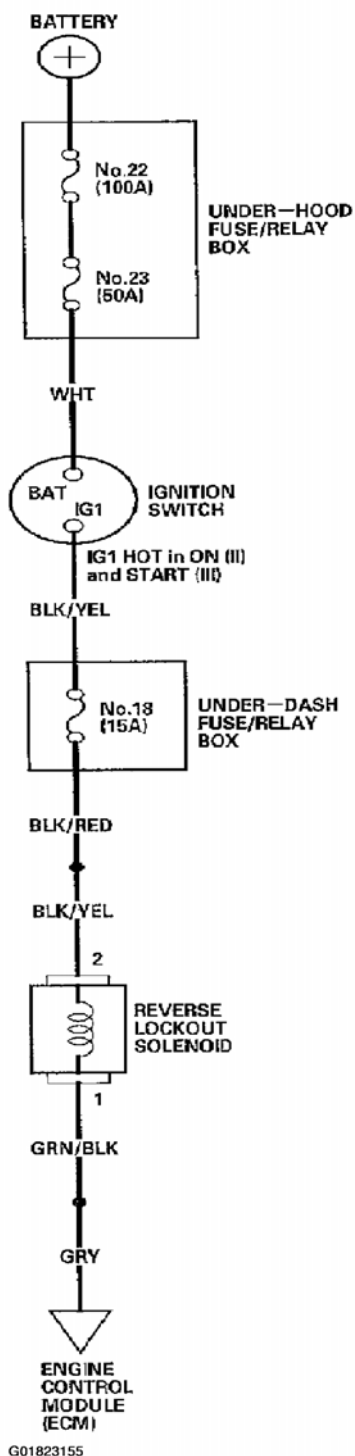 BATTERY
No.22
(100A)
UNDER—HOOD
FUSE/RELAY
BOX
No.23
(50A)
WHT
BAT
IG1
IGNITION
SWITCH
IG1 HOT in ON (II)
and START (III)
BLK/YEL
No.18
(15A)
UNDER—DASH
FUSE/RELAY
BOX
BLK/RED
BLK/YEL
2
REVERSE
LOCKOUT
SOLENOID
1
GRN/BLK
GRY
ENGINE
CONTROL
MODULE
(ECM)
G01823155